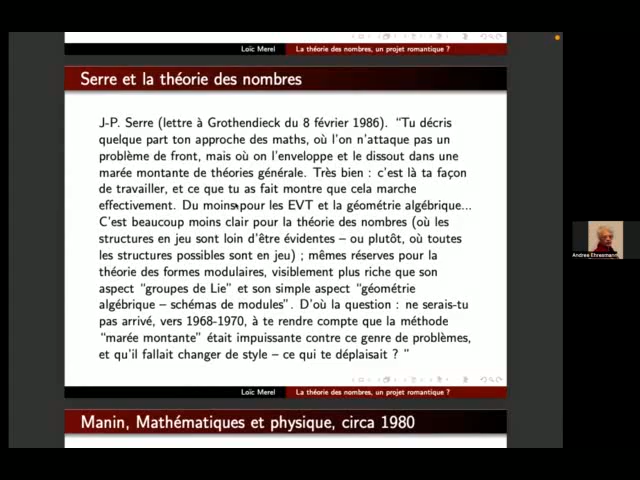 Loïc Merel La théorie des nombres, un projet romantique ?
Serre et la théorie des nombres
J-P. Serre (lettre à Grothendieck du 8 février 1986). “Tu décris
quelque part ton approche des maths, où l'on n'attaque pas un
problème de front, mais où on l'enveloppe et le dissout dans une
marée montante de théories générale. Très bien : c'est là ta façon
de travailler, et ce que tu as fait montre que cela marche
effectivement. Du moins pour les EVT et la géométrie algébrique...
C'est beaucoup moins clair pour la théorie des nombres (où les
structures en jeu sont loin d'être évidentes – ou plutôt, où toutes
les structures possibles sont en jeu) ; mêmes réserves pour la
théorie des formes modulaires, visiblement plus riche que son
aspect “groupes de Lie” et son simple aspect “géométrie
algébrique – schémas de modules”. D'où la question : ne serais-tu
pas arrivé, vers 1968-1970, à te rendre compte que la méthode
“marée montante” était impuissante contre ce genre de problèmes,
et qu'il fallait changer de style – ce qui te déplaisait ? ”
Loïc Merel La théorie des nombres, un projet romantique ?
Manin, Mathématiques et physique, circa 1980
Andree Ehresmann